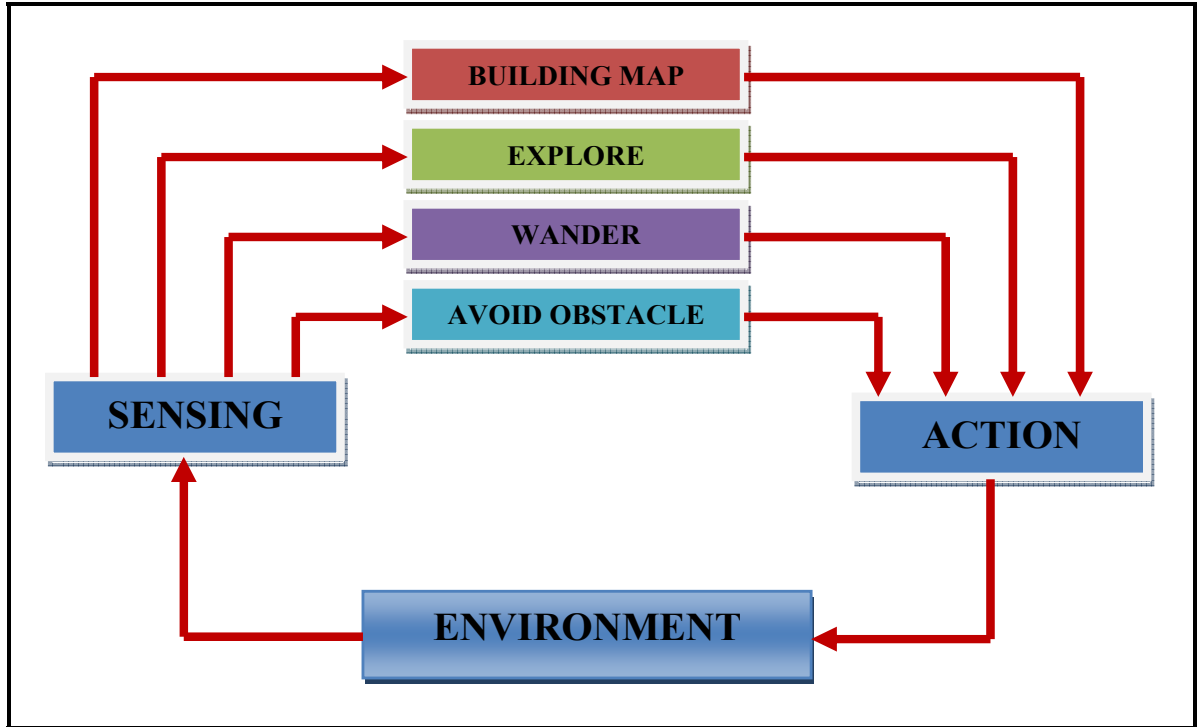 BUILDING MAP
EXPLORE
WANDER
AVOID OBSTACLE
SENSING
ACTION
ENVIRONMENT